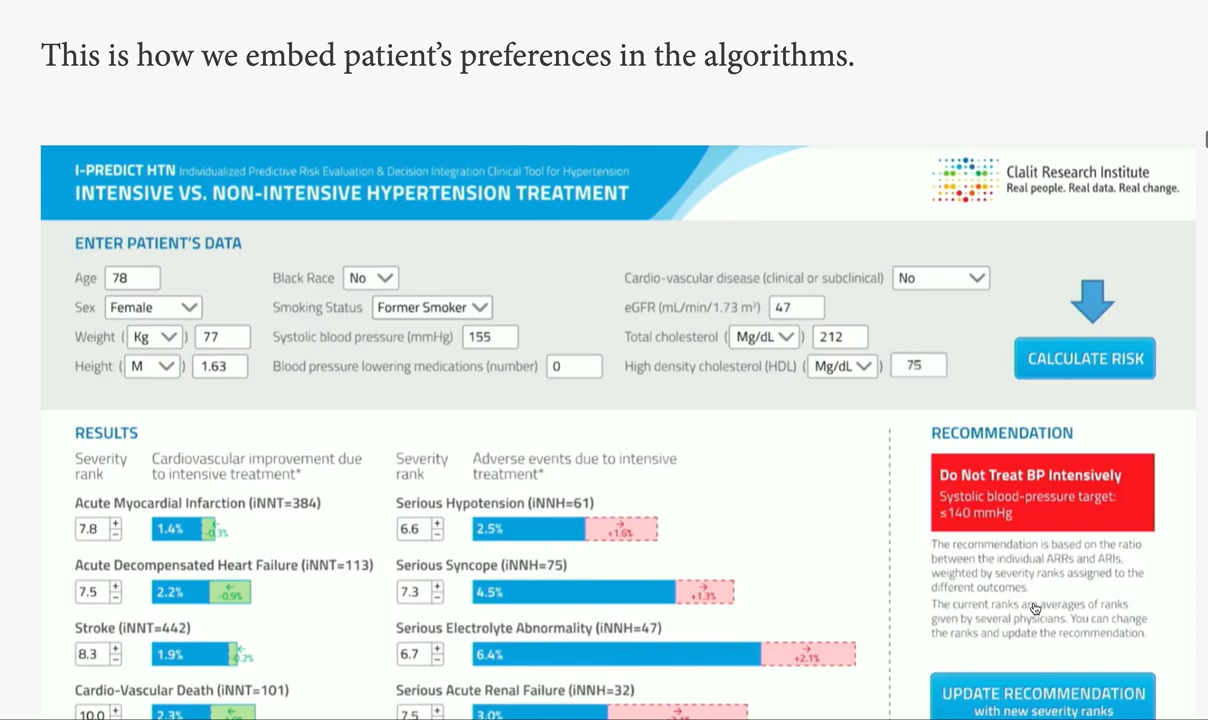 This is how we embed patient’s preferences in the algorithms.
I-PREDICT HTN Individualized Predictive Risk Evaluation & Decision Integration Clinical Tool for Hypertension
INTENSIVE VS. NON-INTENSIVE HYPERTENSION TREATMENT
Clalit Research Institute
Real people. Real data. Real change.
ENTER PATIENT'S DATA
Age 78
Black Race No
Cardio-vascular disease (clinical or subclinical) No
Sex Female
Smoking Status Former Smoker
eGFR (mL/min/1.73 m²) 47
Weight ( Kg ) 77
Systolic blood pressure (mmHg) 155
Total cholesterol ( Mg/dL ) 212
Height ( M ) 1.63
Blood pressure lowering medications (number) 0
High density cholesterol (HDL) ( Mg/dL ) 75
CALCULATE RISK
RESULTS
Severity
rank
Cardiovascular improvement due
to intensive treatment*
Severity
rank
Adverse events due to intensive
treatment*
Acute Myocardial Infarction (iNNT=384)
7.8 + − 1.4% ← -0.3%
Serious Hypotension (iNNH=61)
6.6 + − 2.5% → +1.6%
Acute Decompensated Heart Failure (iNNT=113)
7.5 + − 2.2% ← -0.9%
Serious Syncope (iNNH=75)
7.3 + − 4.5% → +1.3%
Stroke (iNNT=442)
8.3 + − 1.9% ← -0.2%
Serious Electrolyte Abnormality (iNNH=47)
6.7 + − 6.4% → +2.1%
Cardio-Vascular Death (iNNT=101)
10.0 + 2.3% ←
Serious Acute Renal Failure (iNNH=32)
7.5 + 3.0% →
RECOMMENDATION
Do Not Treat BP Intensively
Systolic blood-pressure target:
≤140 mmHg
The recommendation is based on the ratio
between the individual ARRs and ARIs,
weighted by severity ranks assigned to the
different outcomes.
The current ranks are averages of ranks
given by several physicians. You can change
the ranks and update the recommendation.
UPDATE RECOMMENDATION
with new severity ranks